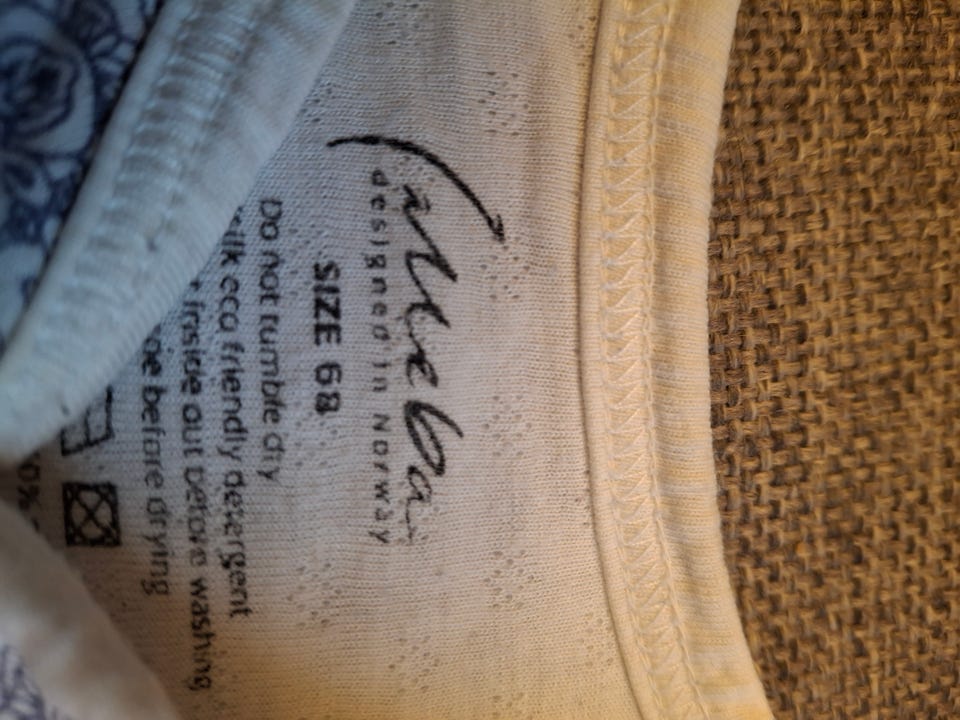 designed in Norway
SIZE 68
Do not tumble dry
eco friendly detergent
inside out before washing
before drying